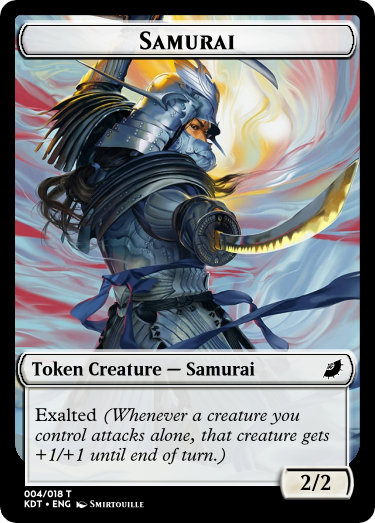 Samurai
Token Creature — Samurai
Exalted (Whenever a creature you
control attacks alone, that creature gets
+1/+1 until end of turn.)
2/2
004/018 T
KDT • ENG Smirtouille